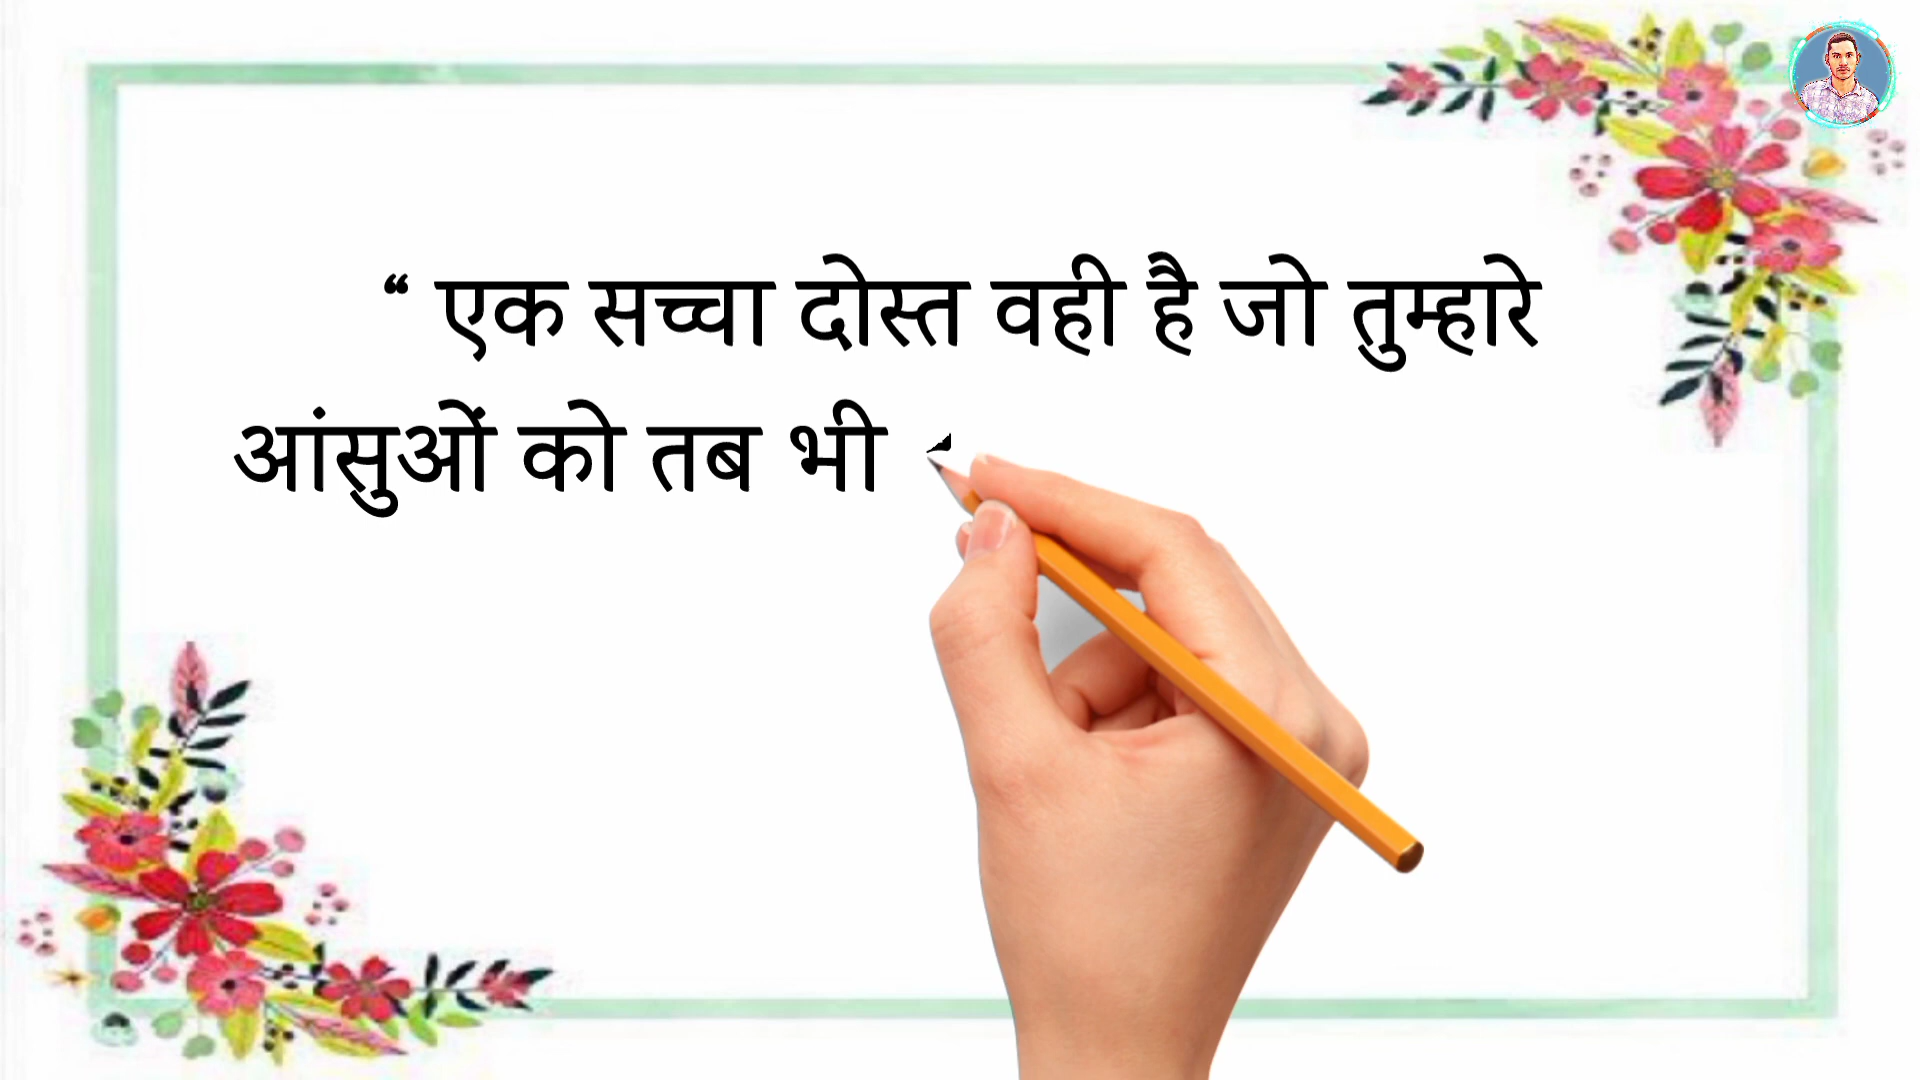 “ एक सच्चा दोस्त वही है जो तुम्हारे
आंसुओं को तब भी